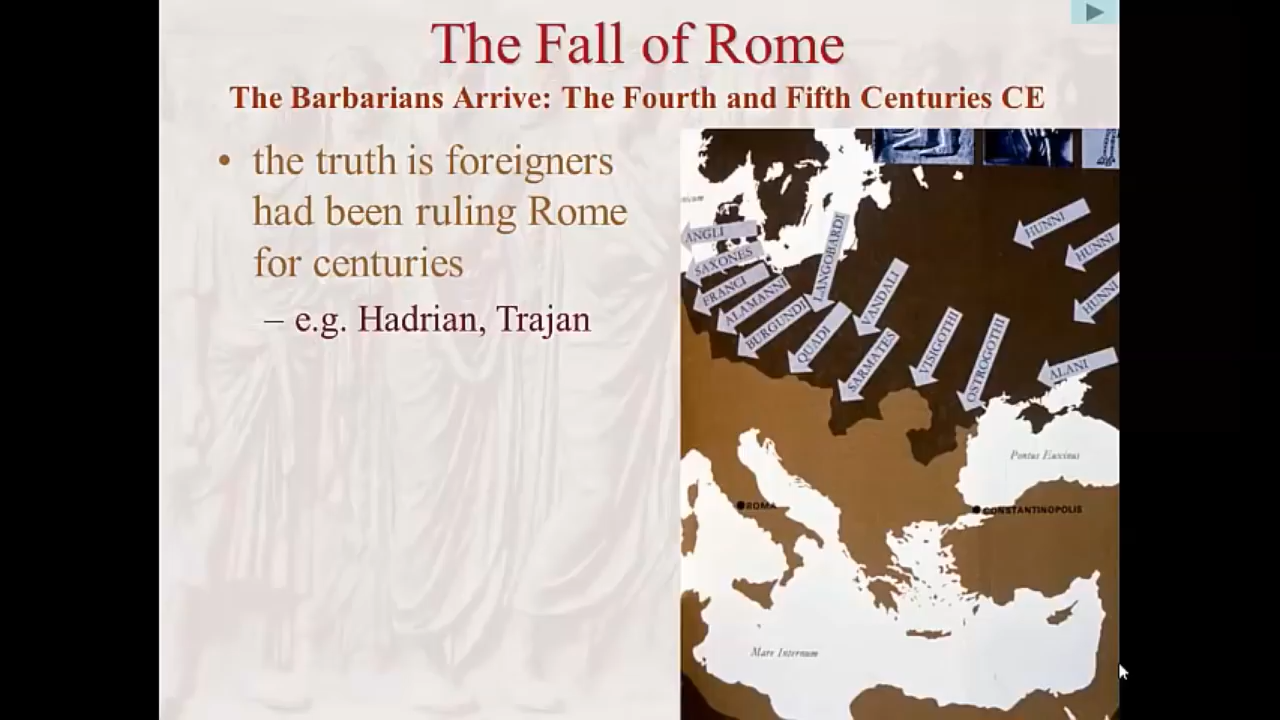 The Fall of Rome
The Barbarians Arrive: The Fourth and Fifth Centuries CE
• the truth is foreigners
had been ruling Rome
for centuries
– e.g. Hadrian, Trajan
ANGLI
SAXONES
FRANCI
ALAMANNI
BURGUNDI
LANGOBARDI
QUADI
VANDALI
SARMATES
VISIGOTHI
OSTROGOTHI
HUNNI
HUNNI
HUNNI
ALANI
Pontus Euxinus
ROMA
CONSTANTINOPOLIS
Mare Internum